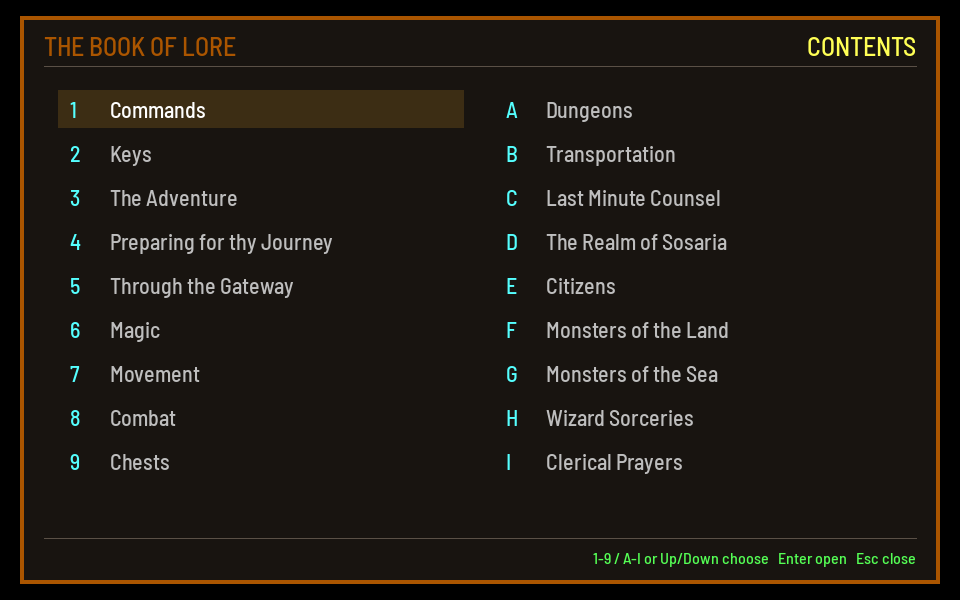 THE BOOK OF LORE
CONTENTS
1 Commands
2 Keys
3 The Adventure
4 Preparing for thy Journey
5 Through the Gateway
6 Magic
7 Movement
8 Combat
9 Chests
A Dungeons
B Transportation
C Last Minute Counsel
D The Realm of Sosaria
E Citizens
F Monsters of the Land
G Monsters of the Sea
H Wizard Sorceries
I Clerical Prayers
1-9 / A-I or Up/Down choose Enter open Esc close